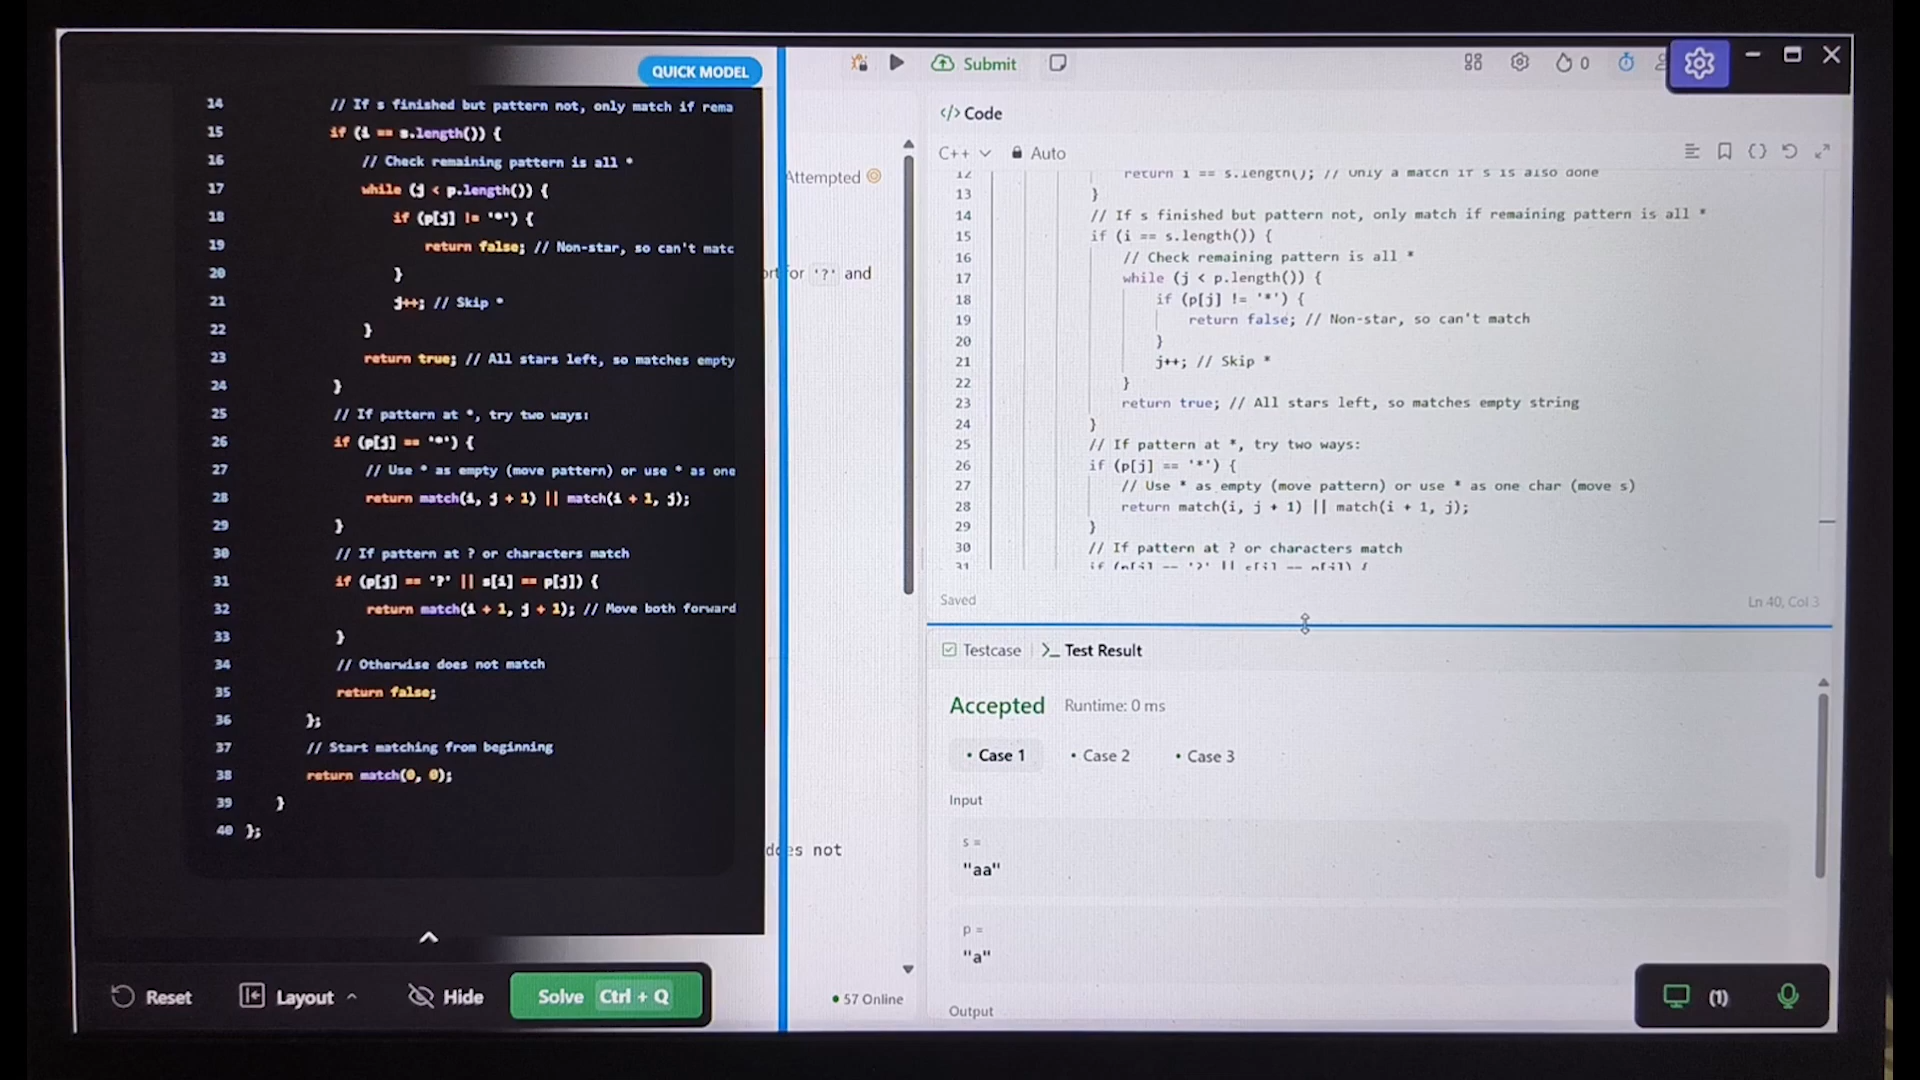 QUICK MODEL
14 // If s finished but pattern not, only match if rema
15 if (i == s.length()) {
16 // Check remaining pattern is all *
17 while (j < p.length()) {
18 if (p[j] != '*') {
19 return false; // Non-star, so can't matc
20 }
21 j++; // Skip *
22 }
23 return true; // All stars left, so matches empty
24 }
25 // If pattern at *, try two ways:
26 if (p[j] == '*') {
27 // Use * as empty (move pattern) or use * as one
28 return match(i, j + 1) || match(i + 1, j);
29 }
30 // If pattern at ? or characters match
31 if (p[j] == '?' || s[i] == p[j]) {
32 return match(i + 1, j + 1); // Move both forward
33 }
34 // Otherwise does not match
35 return false;
36 };
37 // Start matching from beginning
38 return match(0, 0);
39 }
40 };
Reset Layout Hide Solve Ctrl + Q
Attempted
for '?' and
does not
57 Online
Submit 0
</> Code
C++ Auto
12 return i == s.length(); // Only a match if s is also done
13 }
14 // If s finished but pattern not, only match if remaining pattern is all *
15 if (i == s.length()) {
16 // Check remaining pattern is all *
17 while (j < p.length()) {
18 if (p[j] != '*') {
19 return false; // Non-star, so can't match
20 }
21 j++; // Skip *
22 }
23 return true; // All stars left, so matches empty string
24 }
25 // If pattern at *, try two ways:
26 if (p[j] == '*') {
27 // Use * as empty (move pattern) or use * as one char (move s)
28 return match(i, j + 1) || match(i + 1, j);
29 }
30 // If pattern at ? or characters match
31 if (p[j] == '?' || s[i] == p[j]) {
Saved Ln 40, Col 3
Testcase >_ Test Result
Accepted Runtime: 0 ms
• Case 1 • Case 2 • Case 3
Input
s =
"aa"
p =
"a"
Output
(1)